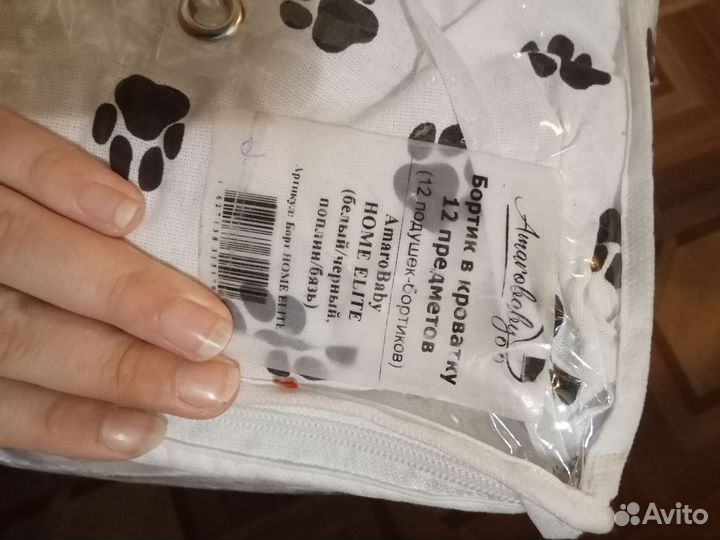 Amarobaby
Бортик в кроватку
12 предметов
(12 подушек-бортиков)
AmaroBaby
HOME ELITE
(белый/черный,
поплин/бязь)
Артикул: Борт HOME ELITE
Avito